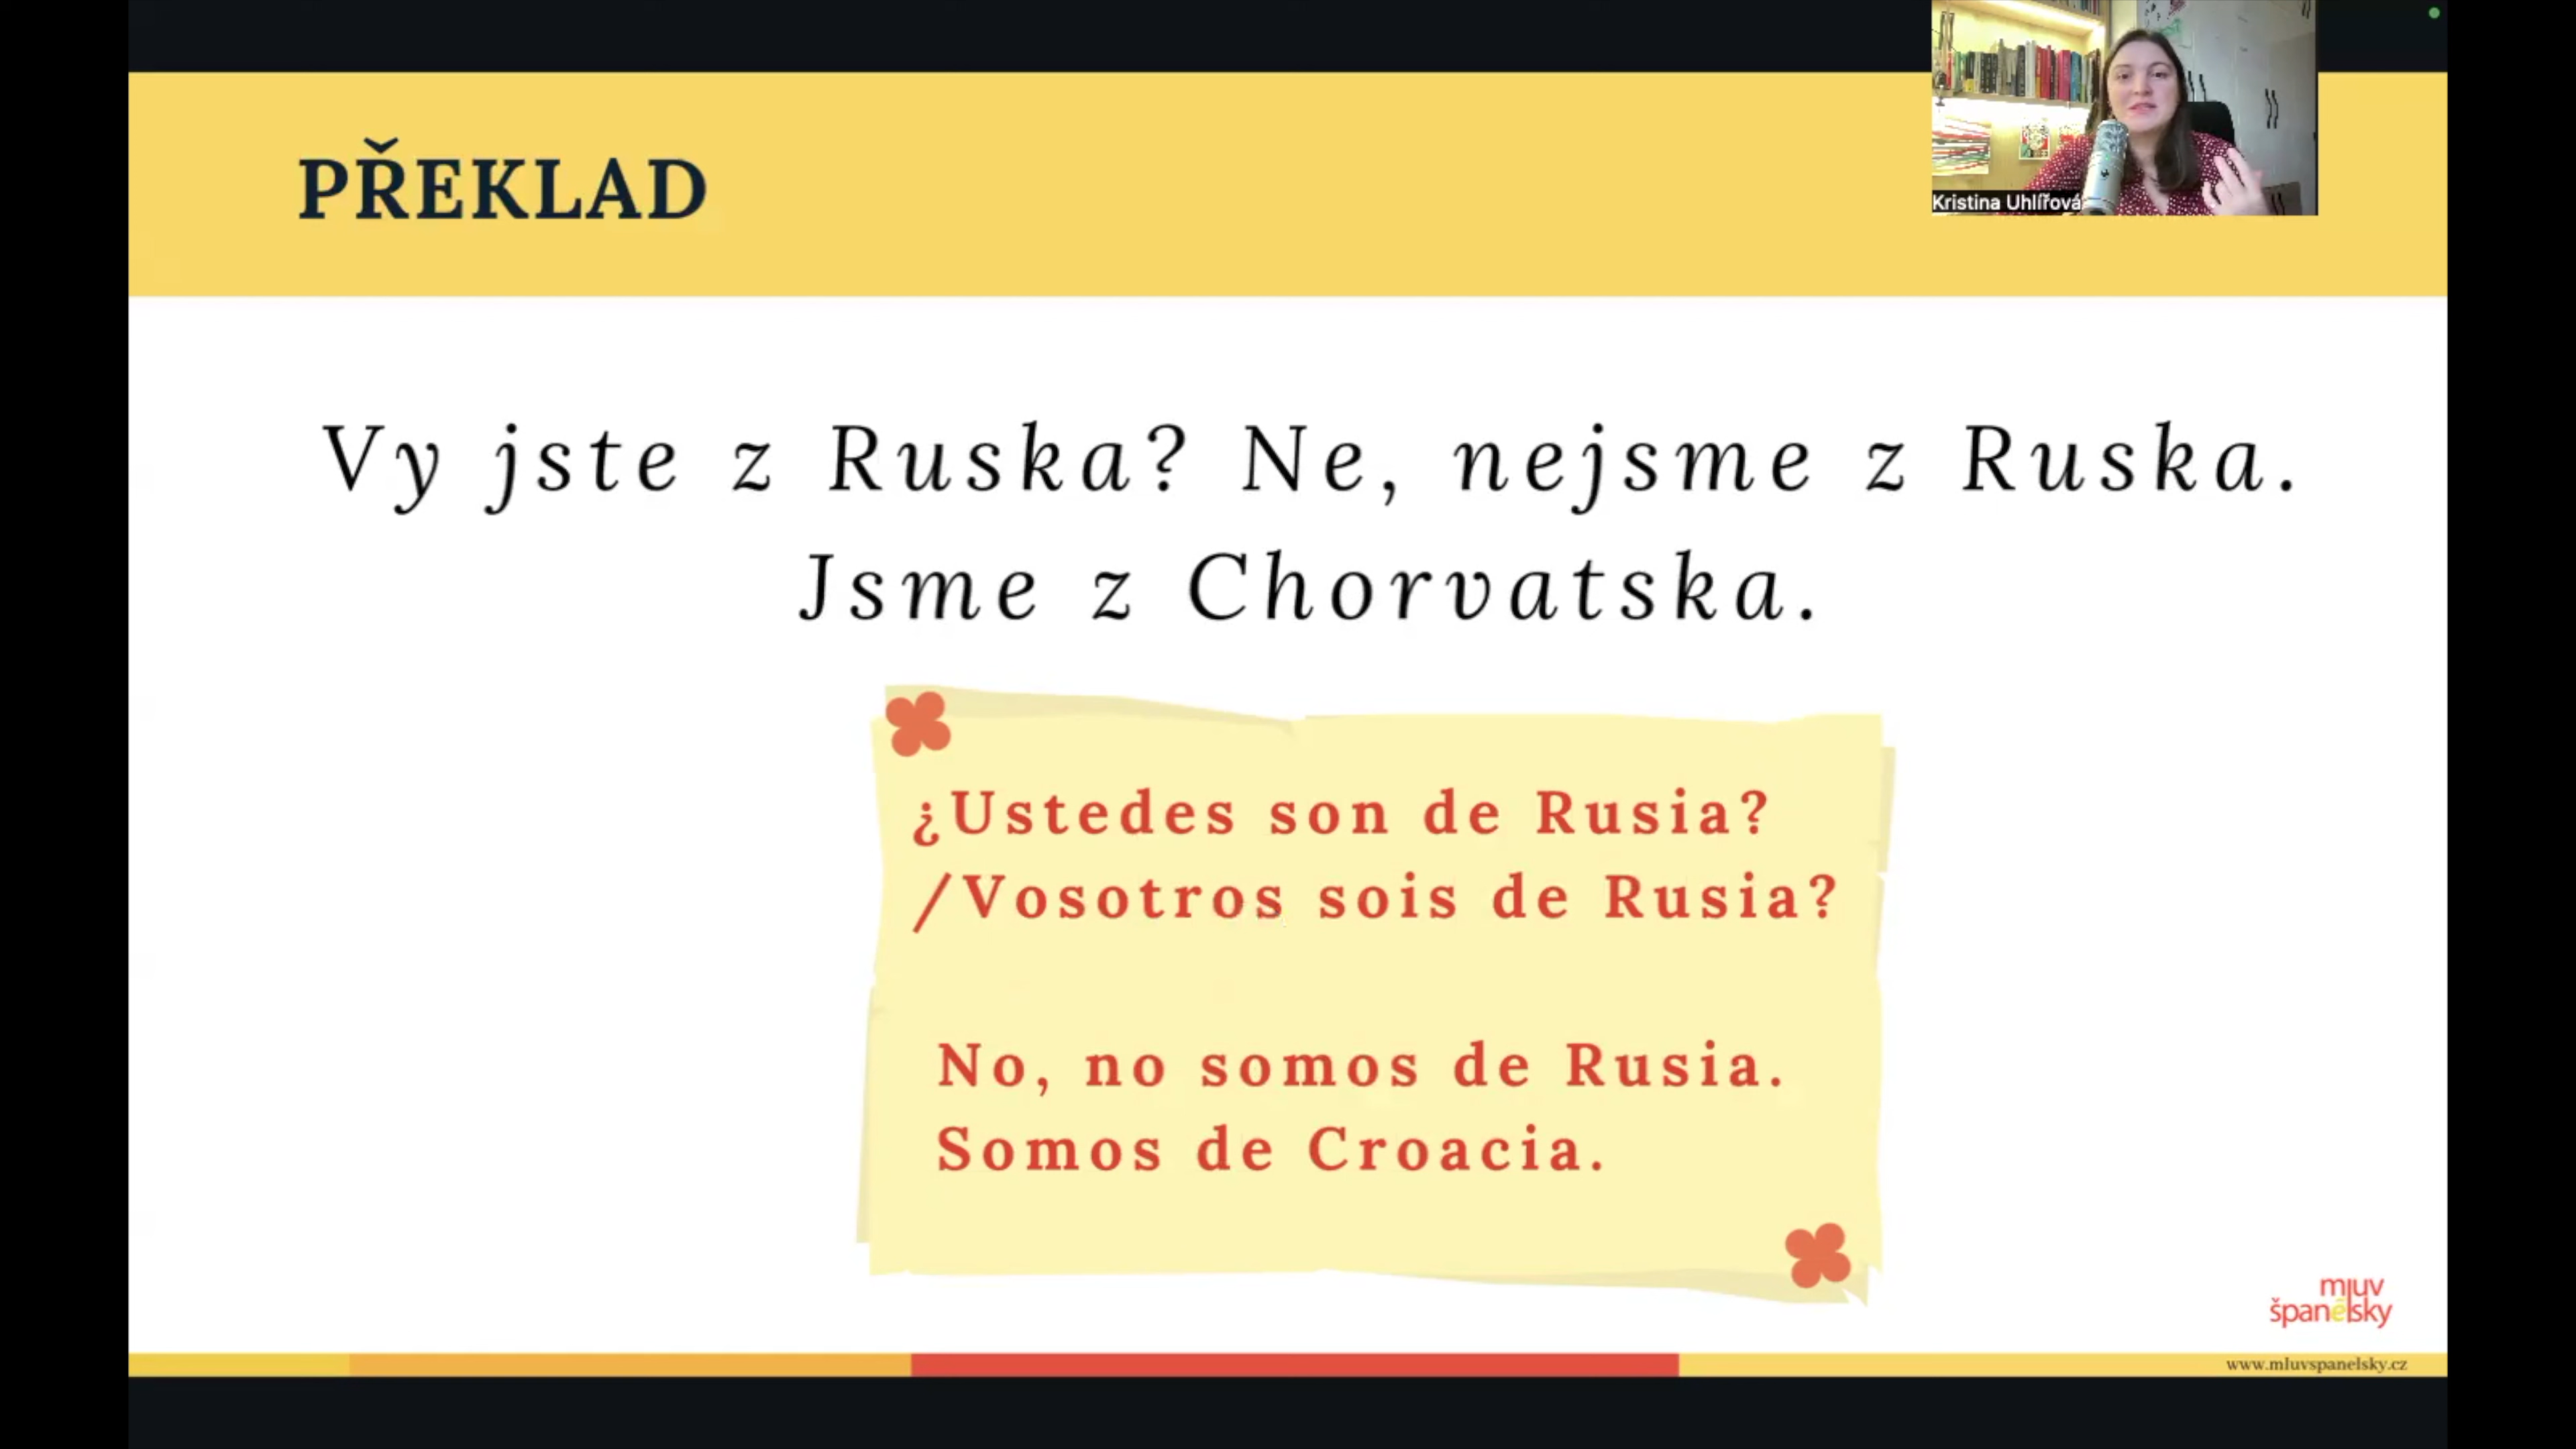 PŘEKLAD
Kristina Uhlířová
Vy jste z Ruska? Ne, nejsme z Ruska.
Jsme z Chorvatska.
¿Ustedes son de Rusia?
/Vosotros sois de Rusia?
No, no somos de Rusia.
Somos de Croacia.
mluv
španělsky
www.mluvspanelsky.cz